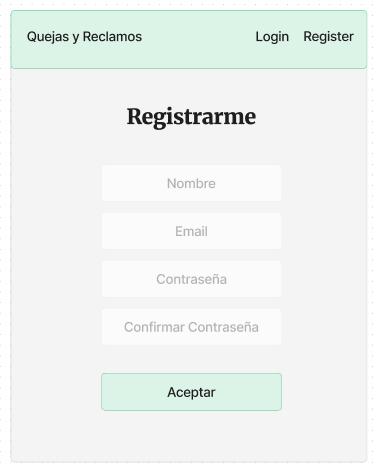 Quejas y Reclamos Login Register
Registrarme
Nombre
Email
Contraseña
Confirmar Contraseña
Aceptar